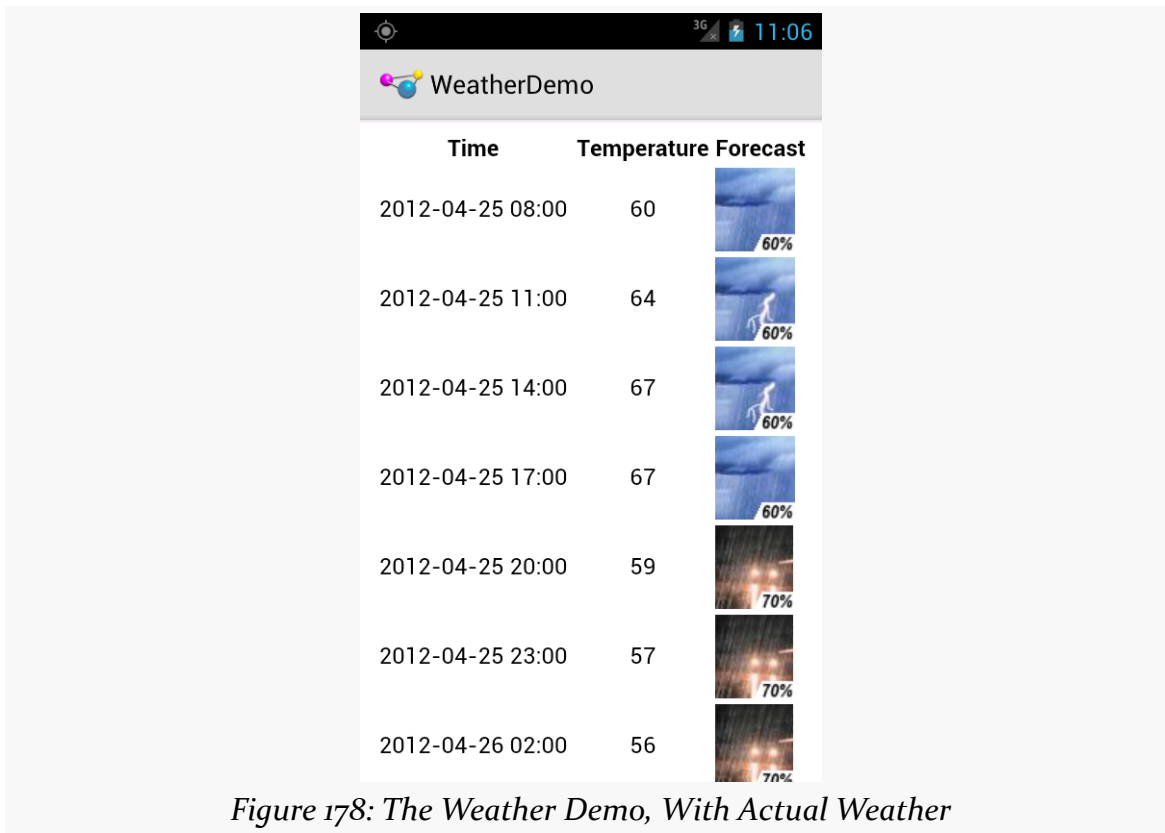 3G 11:06
WeatherDemo
Time Temperature Forecast
2012-04-25 08:00 60 60%
2012-04-25 11:00 64 60%
2012-04-25 14:00 67 60%
2012-04-25 17:00 67 60%
2012-04-25 20:00 59 70%
2012-04-25 23:00 57 70%
2012-04-26 02:00 56 70%
Figure 178: The Weather Demo, With Actual Weather